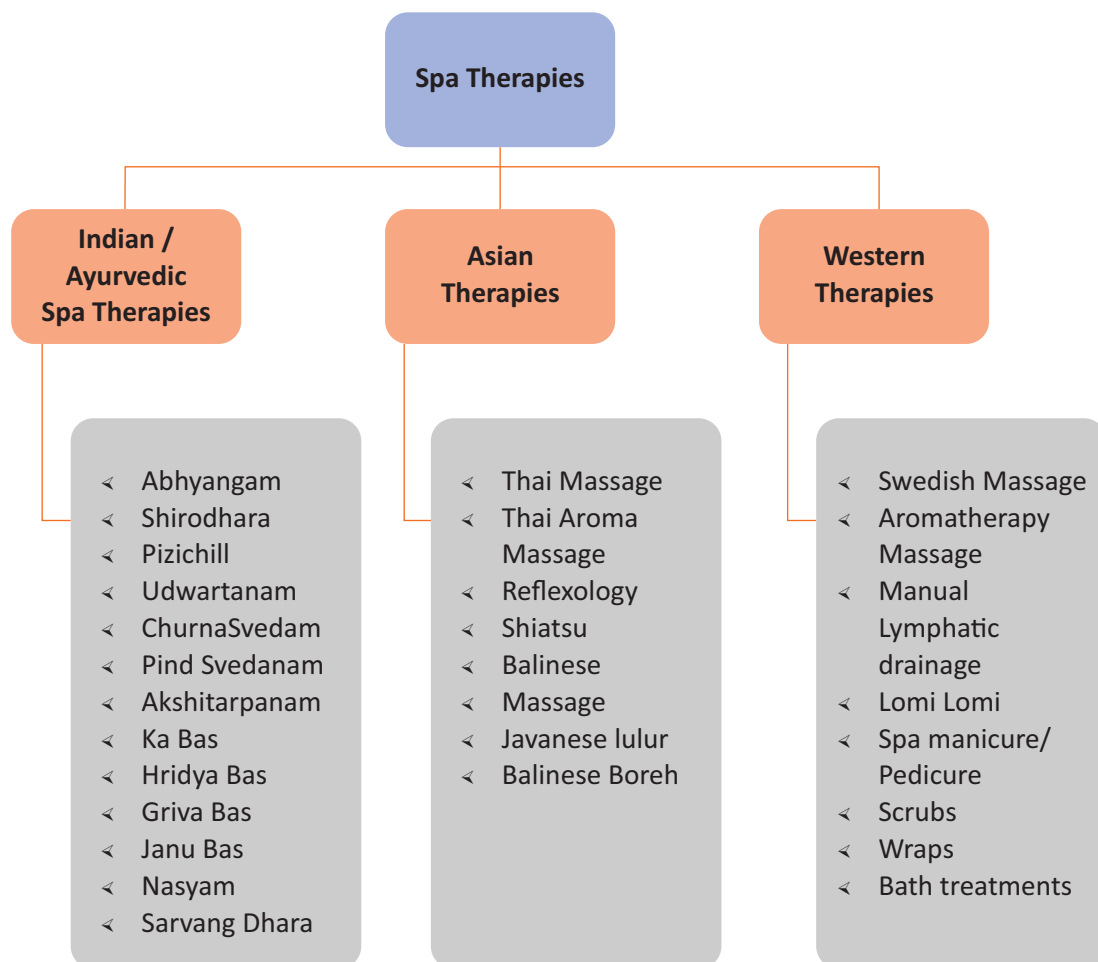 Spa Therapies
Indian /
Ayurvedic
Spa Therapies
Asian
Therapies
Western
Therapies
Abhyangam
Shirodhara
Pizichill
Udwartanam
ChurnaSvedam
Pind Svedanam
Akshitarpanam
Ka Bas
Hridya Bas
Griva Bas
Janu Bas
Nasyam
Sarvang Dhara
Thai Massage
Thai Aroma
Massage
Reflexology
Shiatsu
Balinese
Massage
Javanese lulur
Balinese Boreh
Swedish Massage
Aromatherapy
Massage
Manual
Lymphatic
drainage
Lomi Lomi
Spa manicure/
Pedicure
Scrubs
Wraps
Bath treatments